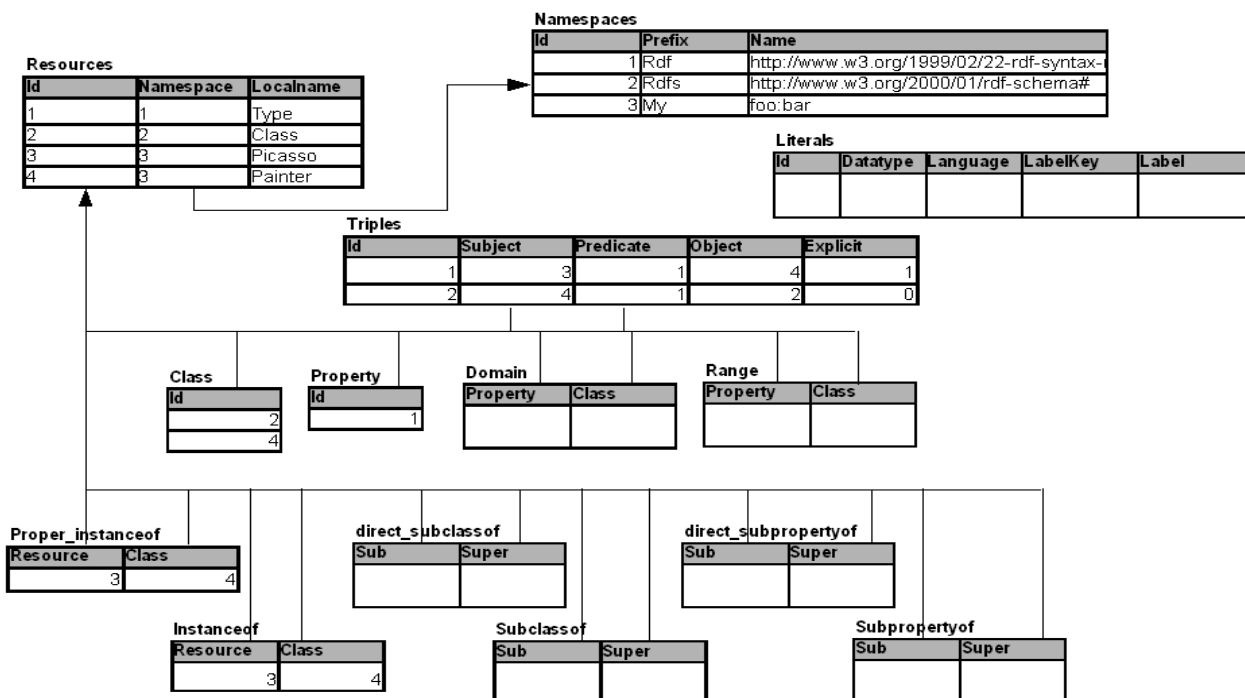 Namespaces
Id Prefix Name
1 Rdf http://www.w3.org/1999/02/22-rdf-syntax-
2 Rdfs http://www.w3.org/2000/01/rdf-schema#
3 My foo:bar
Resources
Id Namespace Localname
1 1 Type
2 2 Class
3 3 Picasso
4 3 Painter
Literals
Id Datatype Language LabelKey Label
Triples
Id Subject Predicate Object Explicit
1 3 1 4 1
2 4 1 2 0
Class
Id
2
4
Property
Id
1
Domain
Property Class
Range
Property Class
Proper_instanceof
Resource Class
3 4
direct_subclassof
Sub Super
direct_subpropertyof
Sub Super
Instanceof
Resource Class
3 4
Subclassof
Sub Super
Subpropertyof
Sub Super